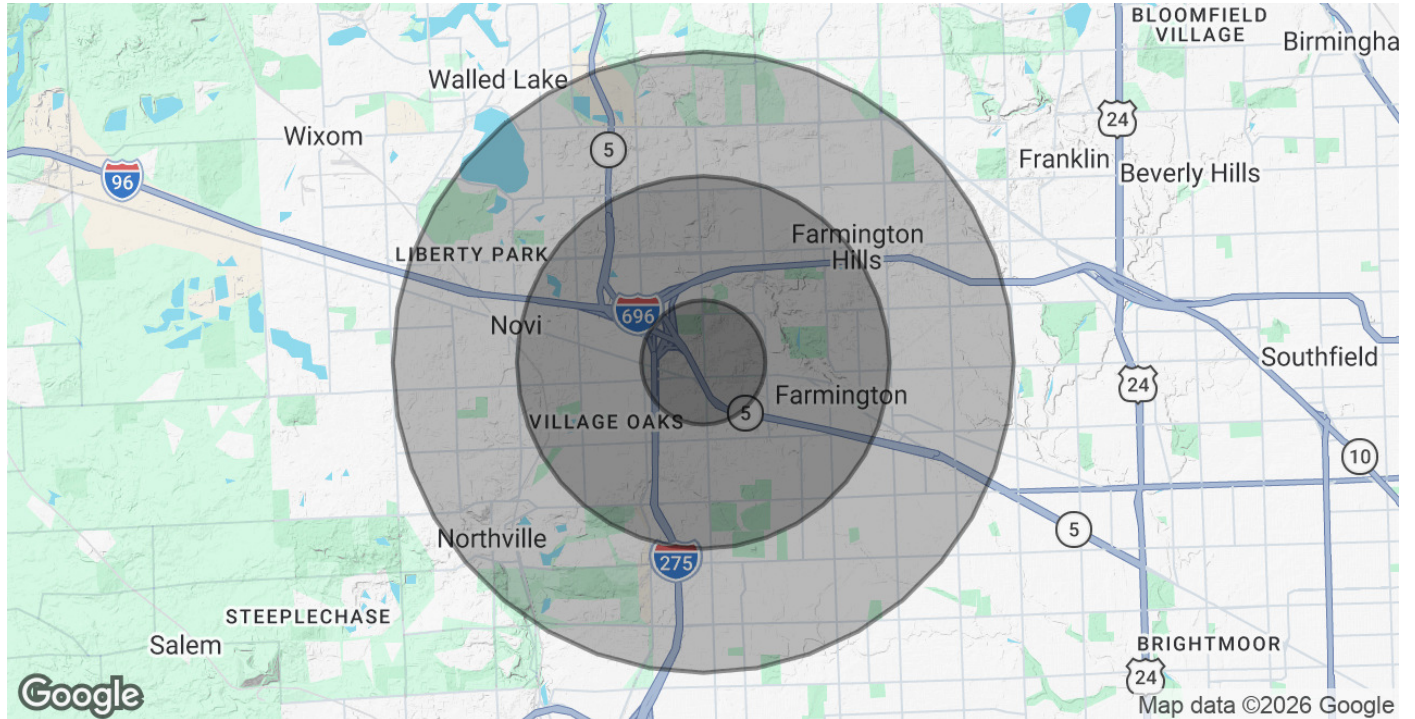 BLOOMFIELD
VILLAGE
Birmingha
Walled Lake
24
Wixom
5
Franklin
Beverly Hills
96
Farmington
Hills
LIBERTY PARK
696
Novi
Southfield
24
Farmington
5
VILLAGE OAKS
10
5
Northville
275
STEEPLECHASE
Salem
BRIGHTMOOR
24
Google
Map data ©2026 Google